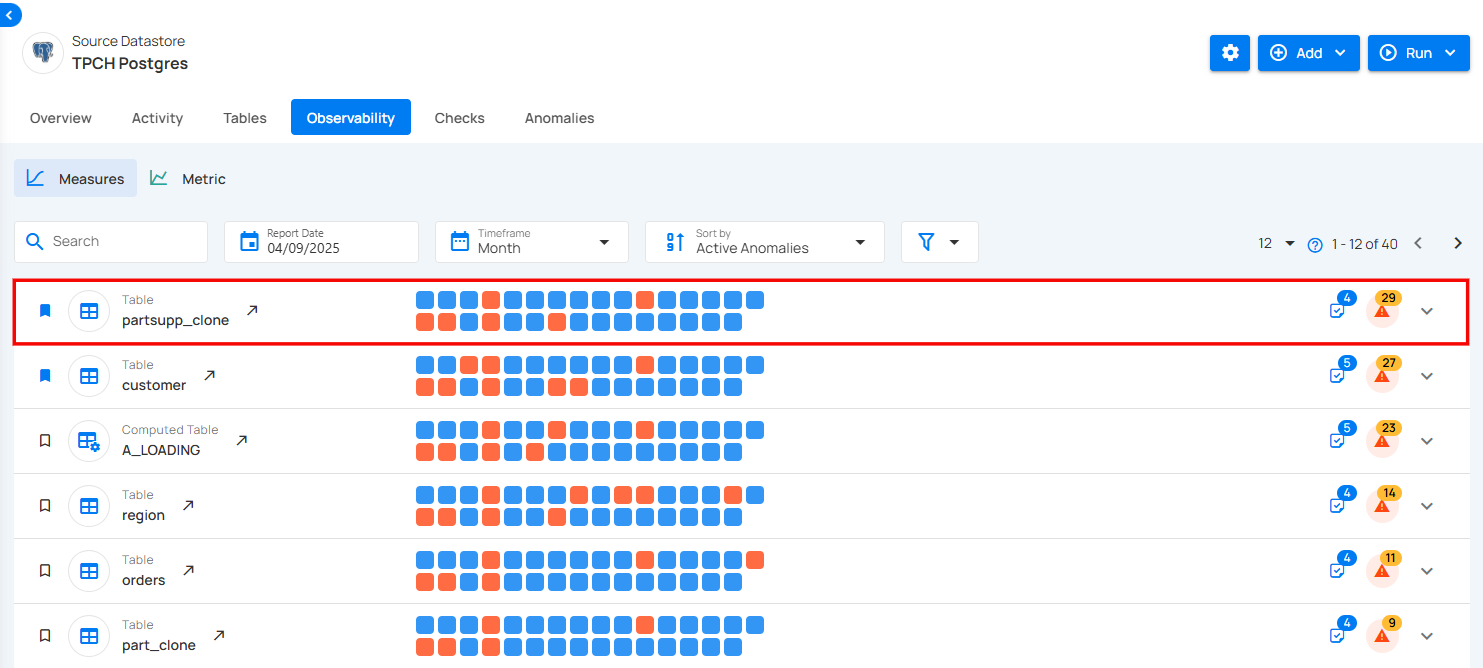 Source Datastore
TPCH Postgres
Add
Run
Overview
Activity
Tables
Observability
Checks
Anomalies
Measures
Metric
Search
Report Date
04/09/2025
Timeframe
Month
Sort by
Active Anomalies
12
1 - 12 of 40
Table
partsupp_clone
4
29
Table
customer
5
27
Computed Table
A_LOADING
5
23
Table
region
4
14
Table
orders
4
11
Table
part_clone
4
9